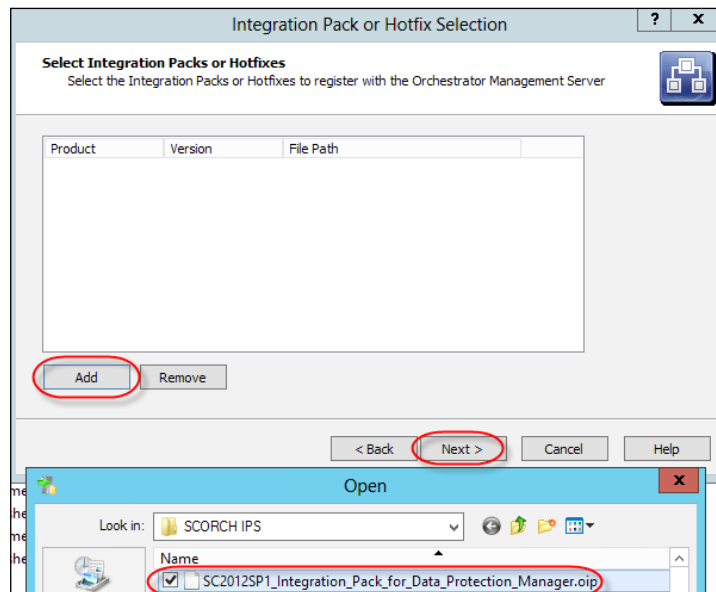 Integration Pack or Hotfix Selection
? x
Select Integration Packs or Hotfixes
Select the Integration Packs or Hotfixes to register with the Orchestrator Management Server
Product Version File Path
Add Remove
< Back Next > Cancel Help
Open
x
Look in: SCORCH IPS
Name
SC2012SP1_Integration_Pack_for_Data_Protection_Manager.oip